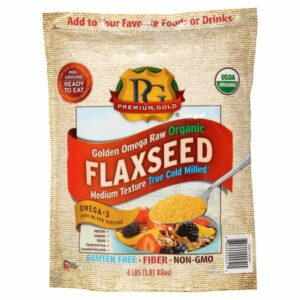 Add to Your Favorite Foods or Drinks
PRE-GROUND
READY
TO EAT
PG
PREMIUM GOLD
USDA
ORGANIC
Golden Omega Raw Organic
FLAXSEED
Medium Texture True Cold Milled
OMEGA-3
GLUTEN FREE • FIBER • NON-GMO
4 LBS (1.81 Kilos)